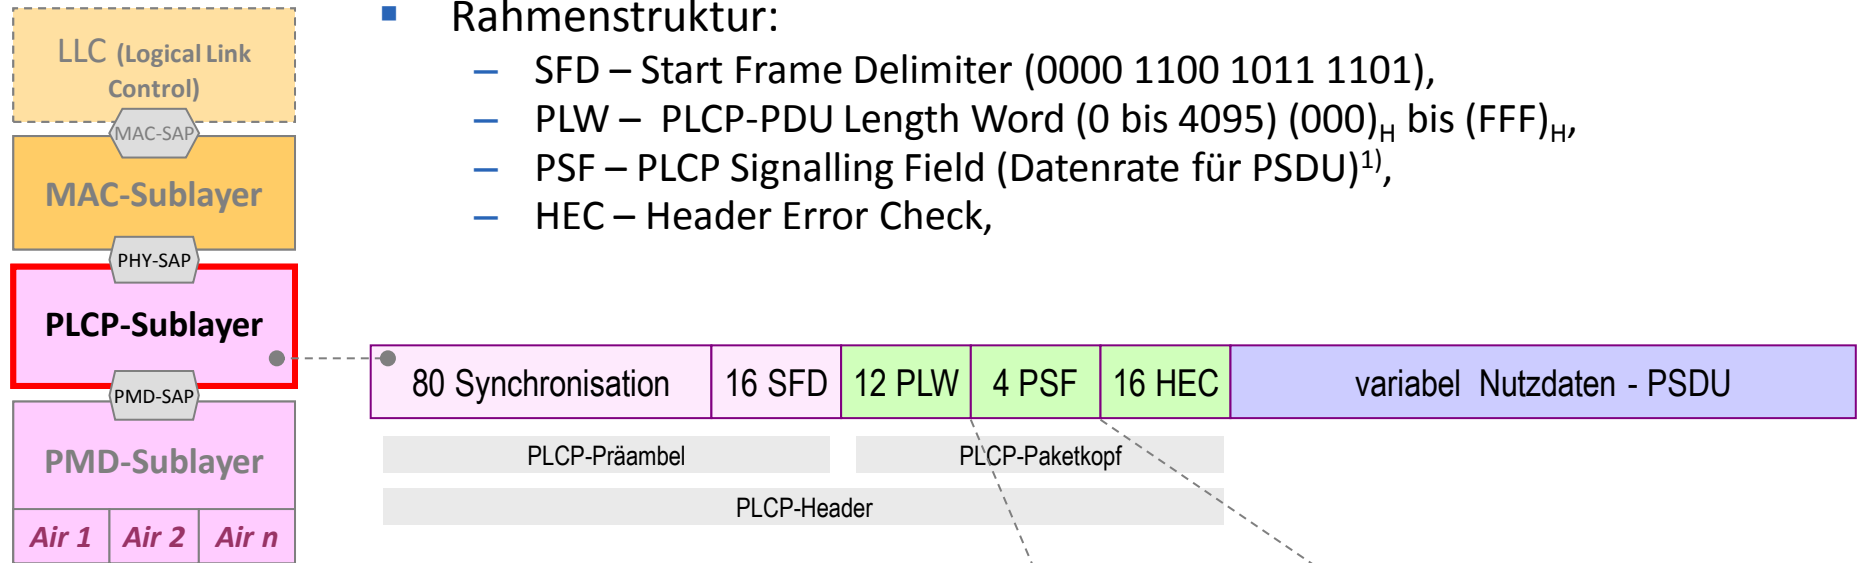 LLC (Logical Link
Control)
MAC-SAP
MAC-Sublayer
PHY-SAP
PLCP-Sublayer
PMD-SAP
PMD-Sublayer
Air 1 Air 2 Air n
▪ Rahmenstruktur:
– SFD – Start Frame Delimiter (0000 1100 1011 1101),
– PLW – PLCP-PDU Length Word (0 bis 4095) (000)H bis (FFF)H,
– PSF – PLCP Signalling Field (Datenrate für PSDU)1),
– HEC – Header Error Check,
80 Synchronisation 16 SFD 12 PLW 4 PSF 16 HEC variabel Nutzdaten - PSDU
PLCP-Präambel PLCP-Paketkopf
PLCP-Header